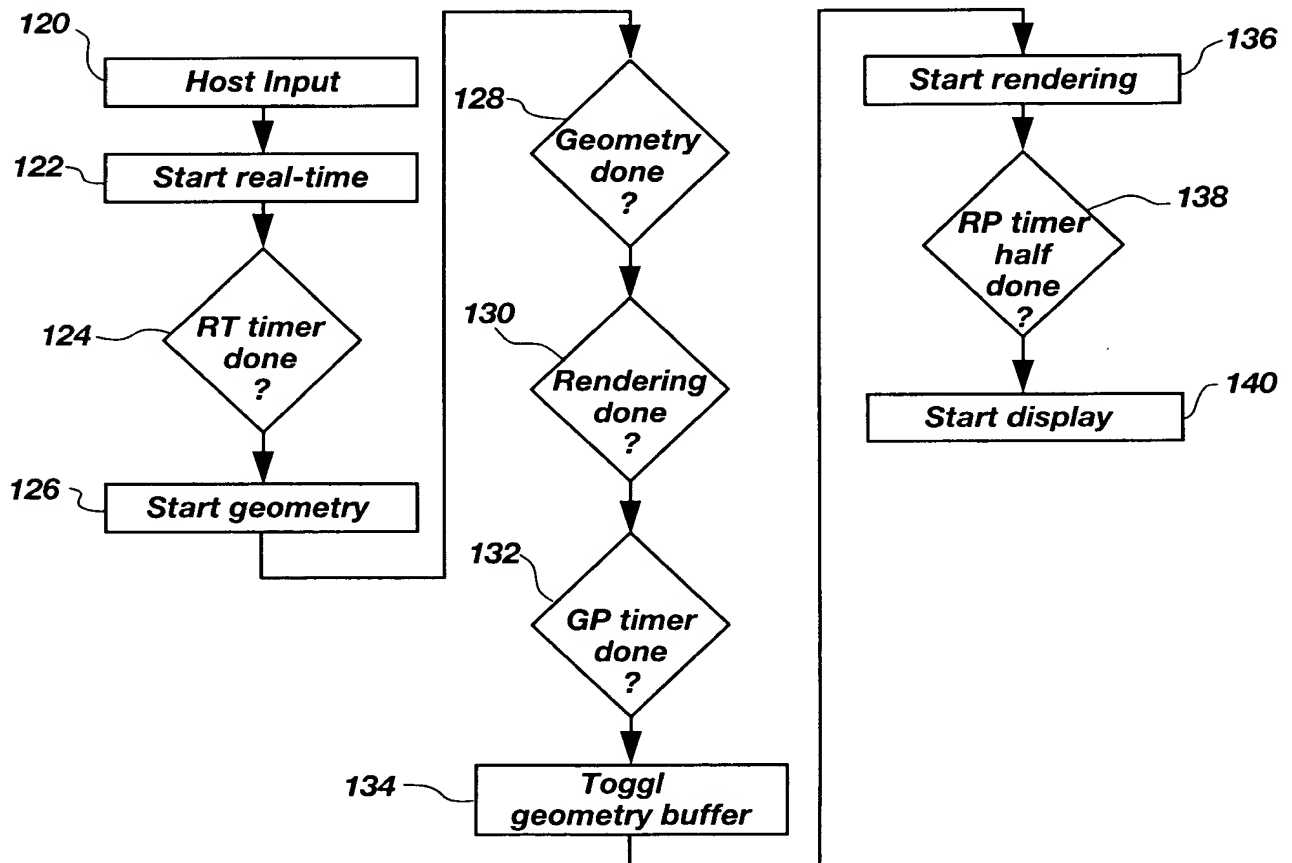 120
Host Input
122
Start real-time
124
RT timer
done
?
126
Start geometry
128
Geometry
done
?
130
Rendering
done
?
132
GP timer
done
?
134
Toggl
geometry buffer
136
Start rendering
138
RP timer
half
done
?
140
Start display